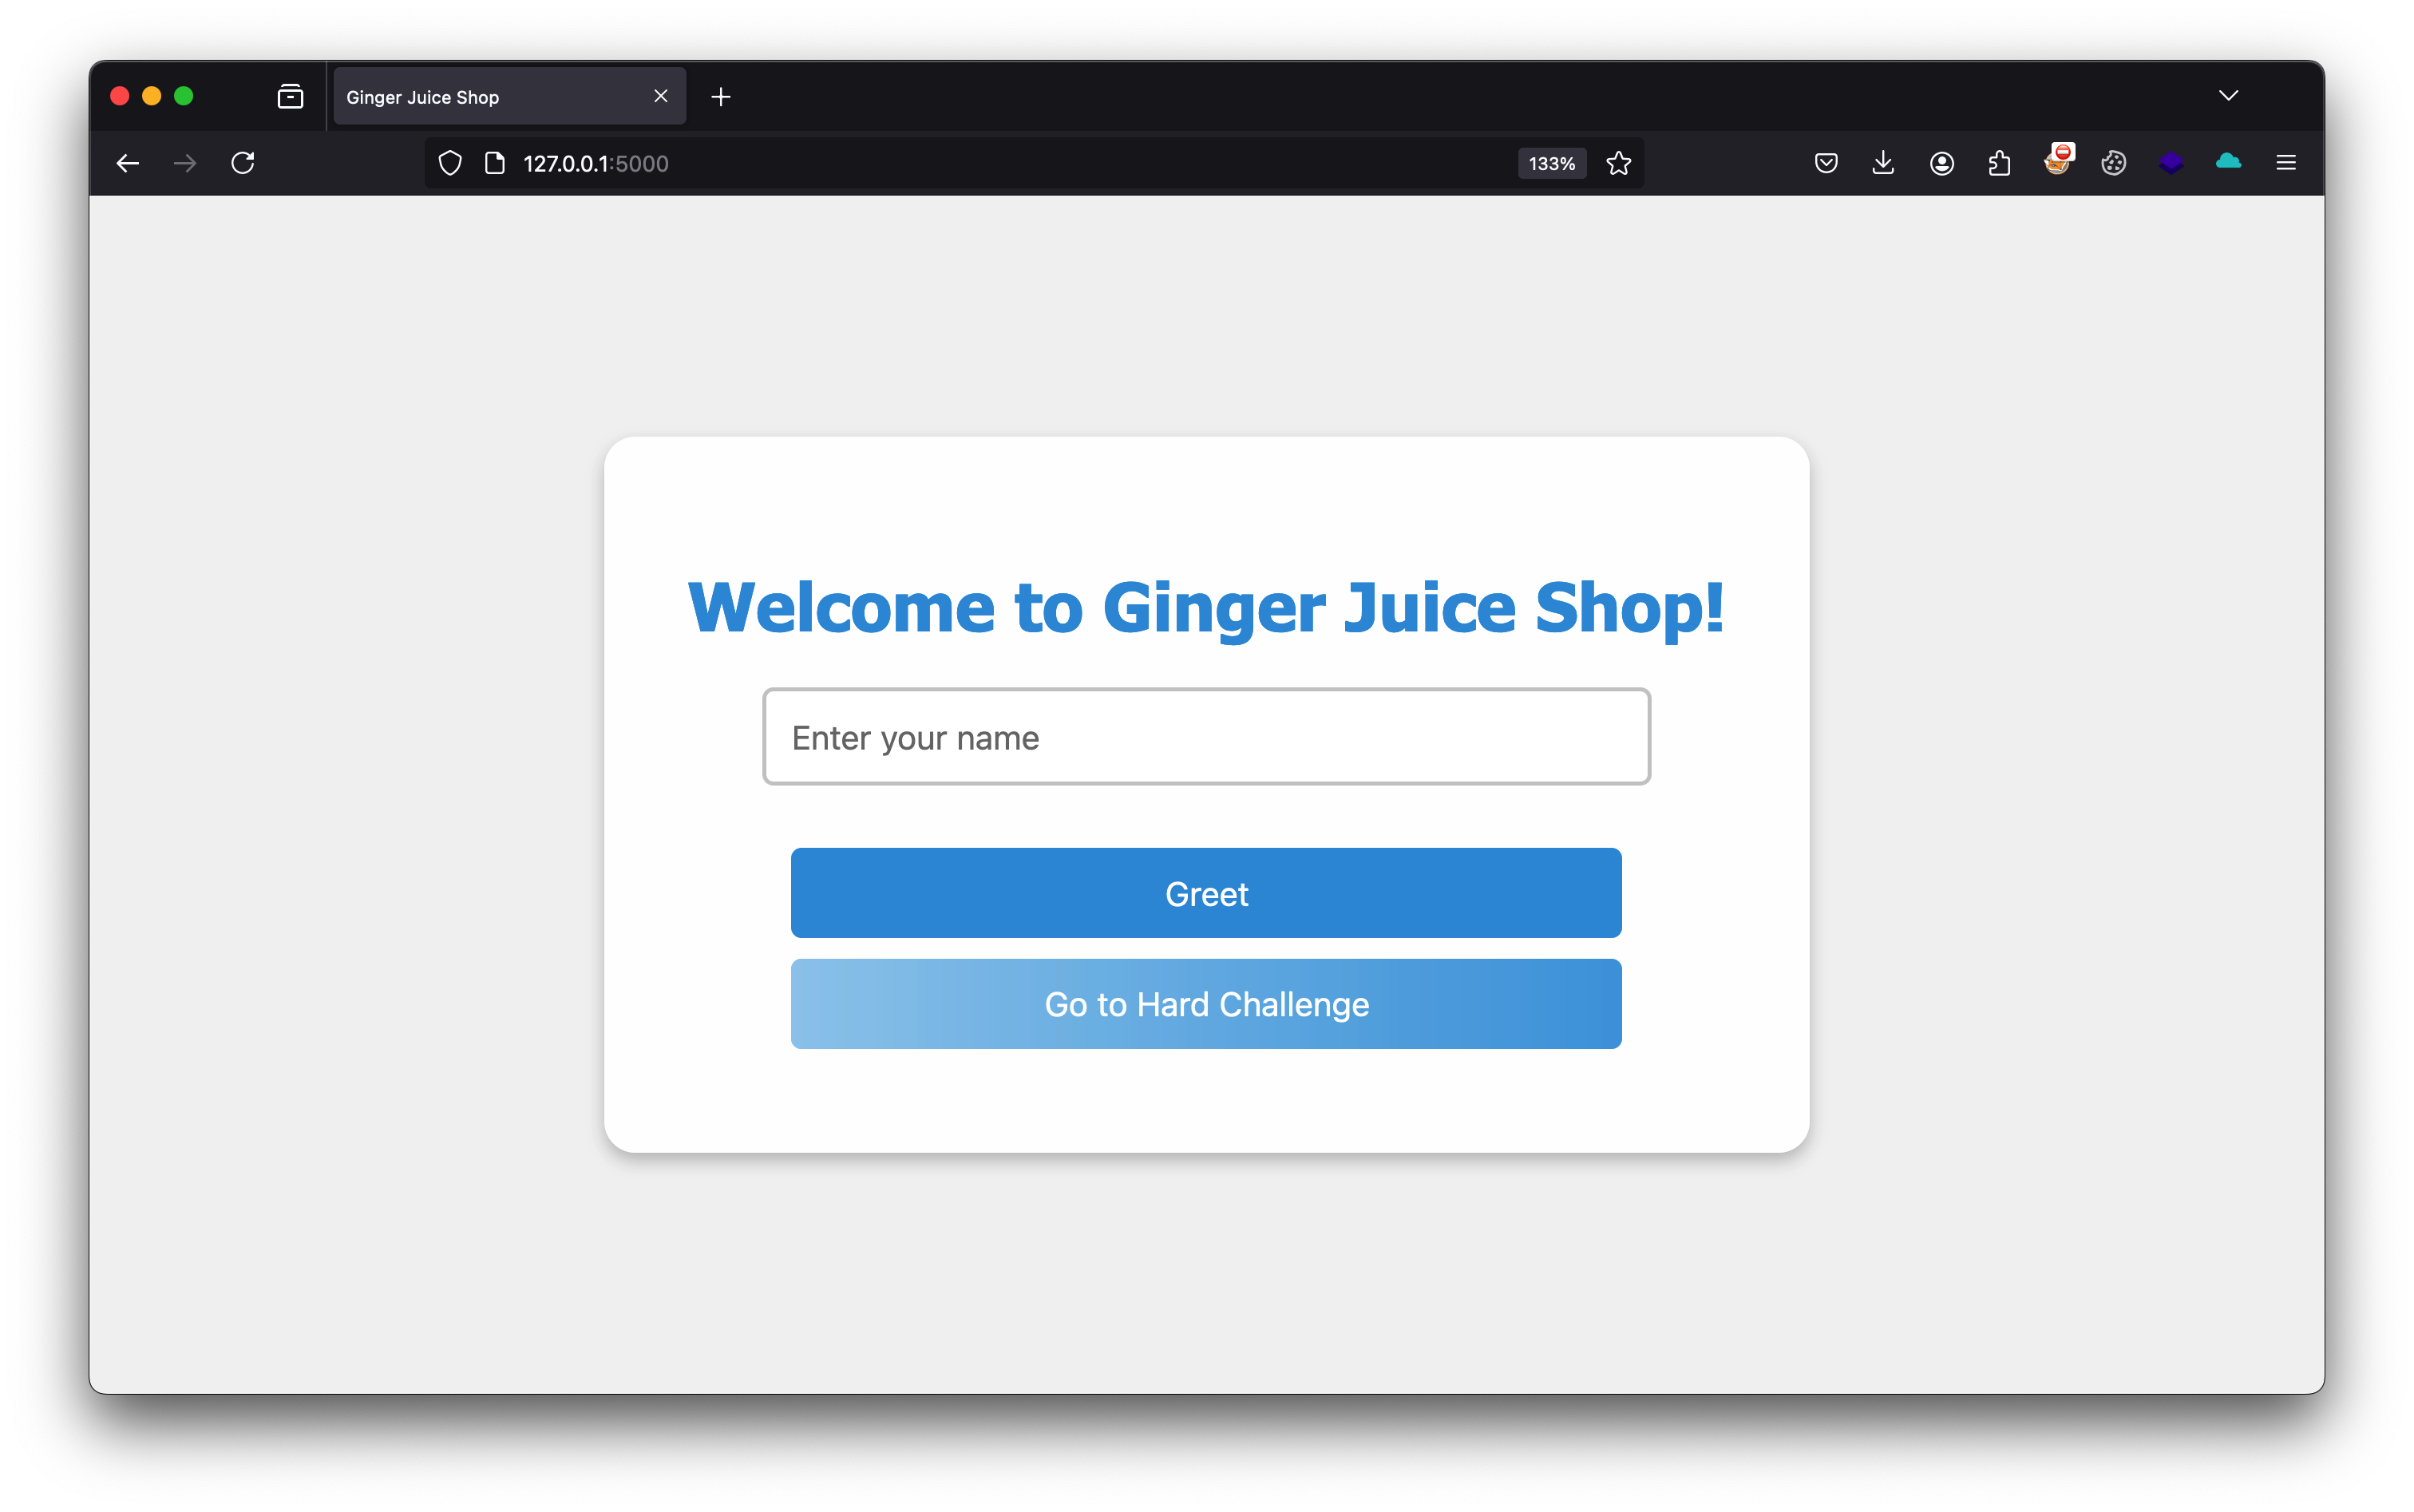 Ginger Juice Shop
127.0.0.1:5000
133%
Welcome to Ginger Juice Shop!
Enter your name
Greet
Go to Hard Challenge